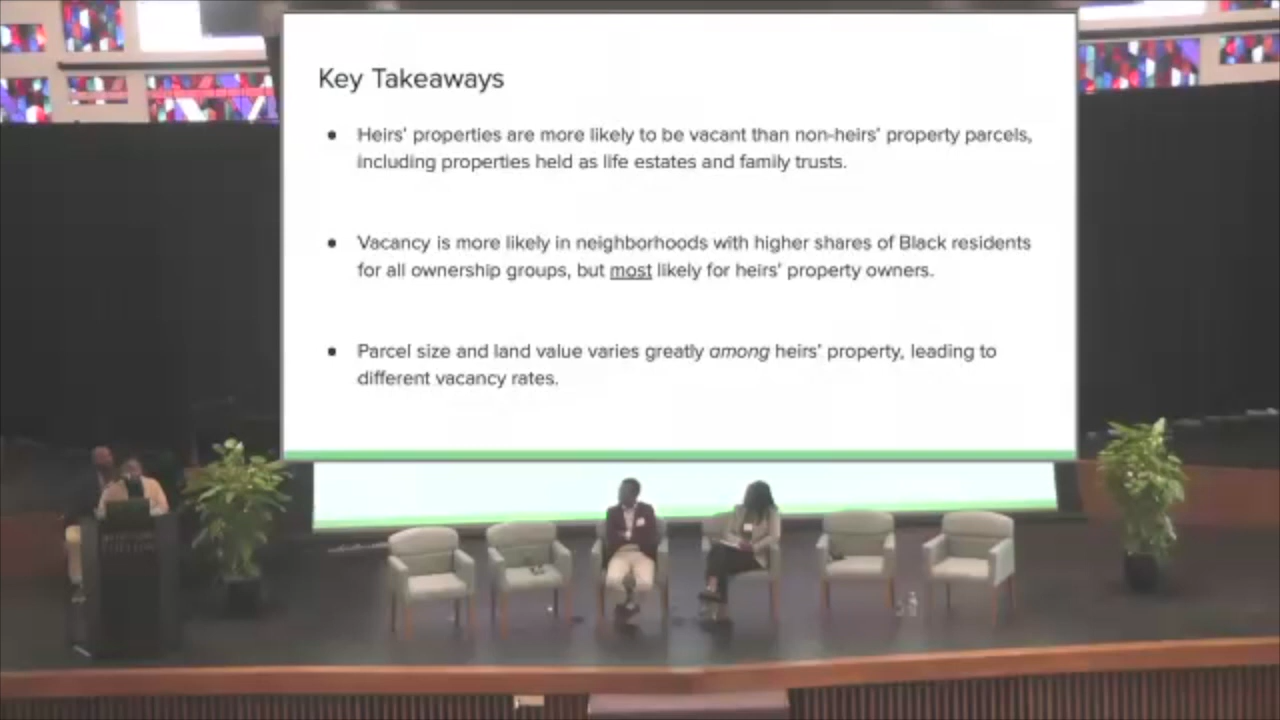 Key Takeaways
• Heirs' properties are more likely to be vacant than non-heirs' property parcels,
including properties held as life estates and family trusts.
• Vacancy is more likely in neighborhoods with higher shares of Black residents
for all ownership groups, but most likely for heirs' property owners.
• Parcel size and land value varies greatly among heirs' property, leading to
different vacancy rates.